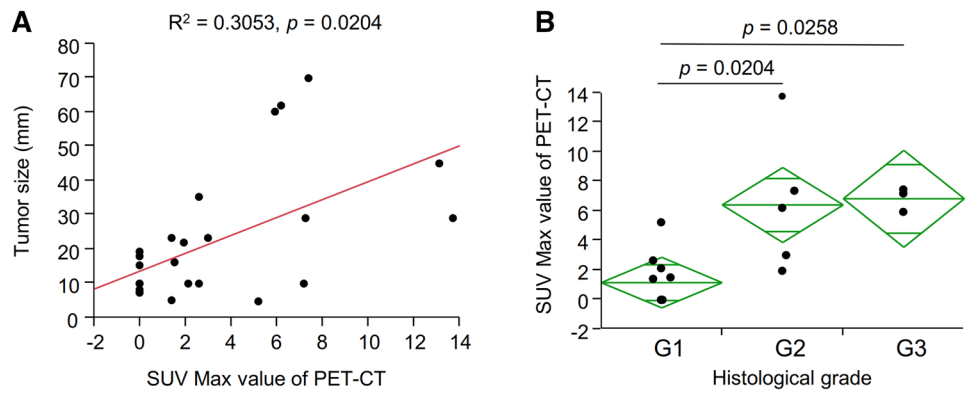 A
R² = 0.3053, p = 0.0204
80
70
60
50
40
30
20
10
0
-2 0 2 4 6 8 10 12 14
Tumor size (mm)
SUV Max value of PET-CT
B
p = 0.0258
p = 0.0204
14
12
10
8
6
4
2
0
-2
SUV Max value of PET-CT
G1 G2 G3
Histological grade